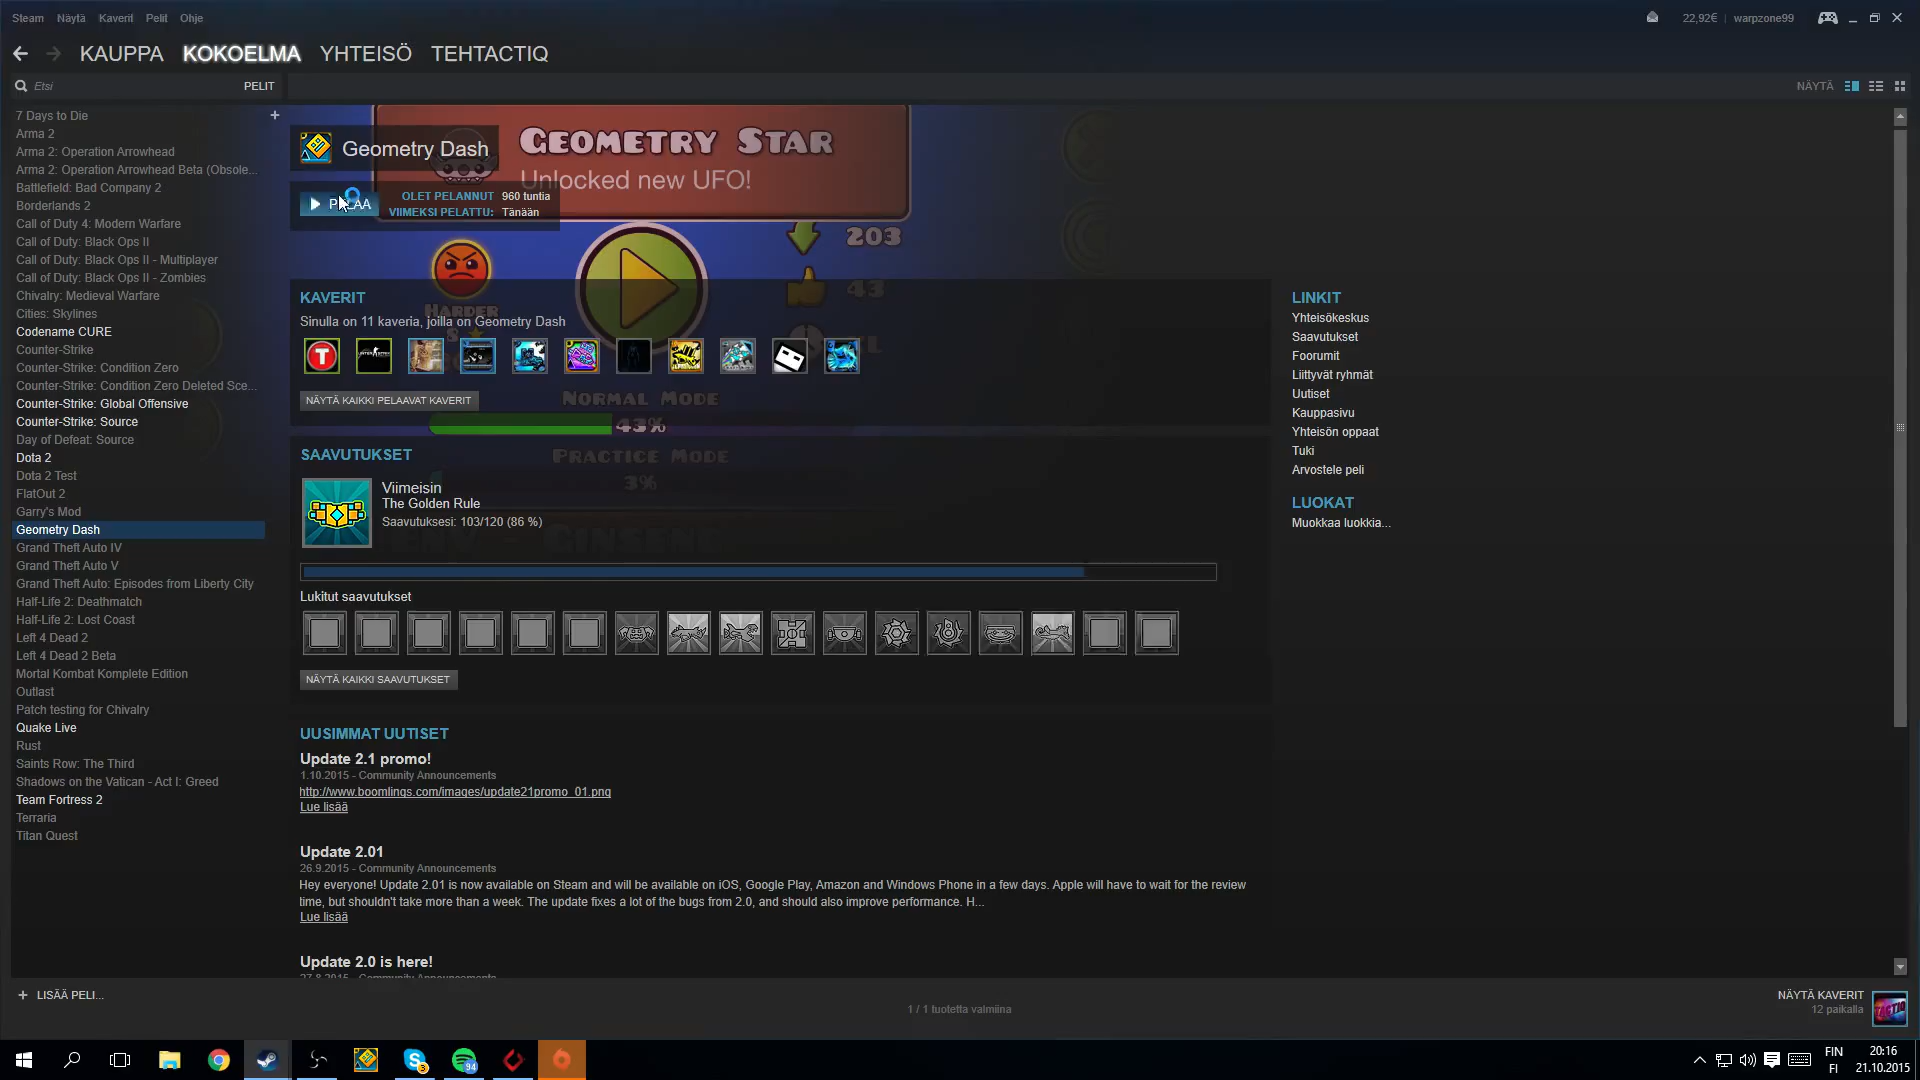 Steam Näytä Kaverit Pelit Ohje
22,92€ | warpzone99
KAUPPA KOKOELMA YHTEISÖ TEHTACTIQ
Etsi PELIT
NÄYTÄ
7 Days to Die
Arma 2
Arma 2: Operation Arrowhead
Arma 2: Operation Arrowhead Beta (Obsole...
Battlefield: Bad Company 2
Borderlands 2
Call of Duty 4: Modern Warfare
Call of Duty: Black Ops II
Call of Duty: Black Ops II - Multiplayer
Call of Duty: Black Ops II - Zombies
Chivalry: Medieval Warfare
Cities: Skylines
Codename CURE
Counter-Strike
Counter-Strike: Condition Zero
Counter-Strike: Condition Zero Deleted Sce...
Counter-Strike: Global Offensive
Counter-Strike: Source
Day of Defeat: Source
Dota 2
Dota 2 Test
FlatOut 2
Garry's Mod
Geometry Dash
Grand Theft Auto IV
Grand Theft Auto V
Grand Theft Auto: Episodes from Liberty City
Half-Life 2: Deathmatch
Half-Life 2: Lost Coast
Left 4 Dead 2
Left 4 Dead 2 Beta
Mortal Kombat Komplete Edition
Outlast
Patch testing for Chivalry
Quake Live
Rust
Saints Row: The Third
Shadows on the Vatican - Act I: Greed
Team Fortress 2
Terraria
Titan Quest
LISÄÄ PELI...
Geometry Dash
Geometry Star
Unlocked new UFO!
PELAA
OLET PELANNUT 960 tuntia
VIIMEKSI PELATTU: Tänään
203
43
Harder
8
KAVERIT
Sinulla on 11 kaveria, joilla on Geometry Dash
NÄYTÄ KAIKKI PELAAVAT KAVERIT
Normal Mode
43%
Practice Mode
3%
SAAVUTUKSET
Viimeisin
The Golden Rule
Saavutuksesi: 103/120 (86 %)
Lukitut saavutukset
NÄYTÄ KAIKKI SAAVUTUKSET
UUSIMMAT UUTISET
Update 2.1 promo!
1.10.2015 - Community Announcements
http://www.boomlings.com/images/update21promo_01.png
Lue lisää
Update 2.01
26.9.2015 - Community Announcements
Hey everyone! Update 2.01 is now available on Steam and will be available on iOS, Google Play, Amazon and Windows Phone in a few days. Apple will have to wait for the review
time, but shouldn't take more than a week. The update fixes a lot of the bugs from 2.0, and should also improve performance. H...
Lue lisää
Update 2.0 is here!
27.8.2015 - Community Announcements
LINKIT
Yhteisökeskus
Saavutukset
Foorumit
Liittyvät ryhmät
Uutiset
Kauppasivu
Yhteisön oppaat
Tuki
Arvostele peli
LUOKAT
Muokkaa luokkia...
1 / 1 tuotetta valmiina
NÄYTÄ KAVERIT
12 paikalla
FIN
FI
20:16
21.10.2015
3
94